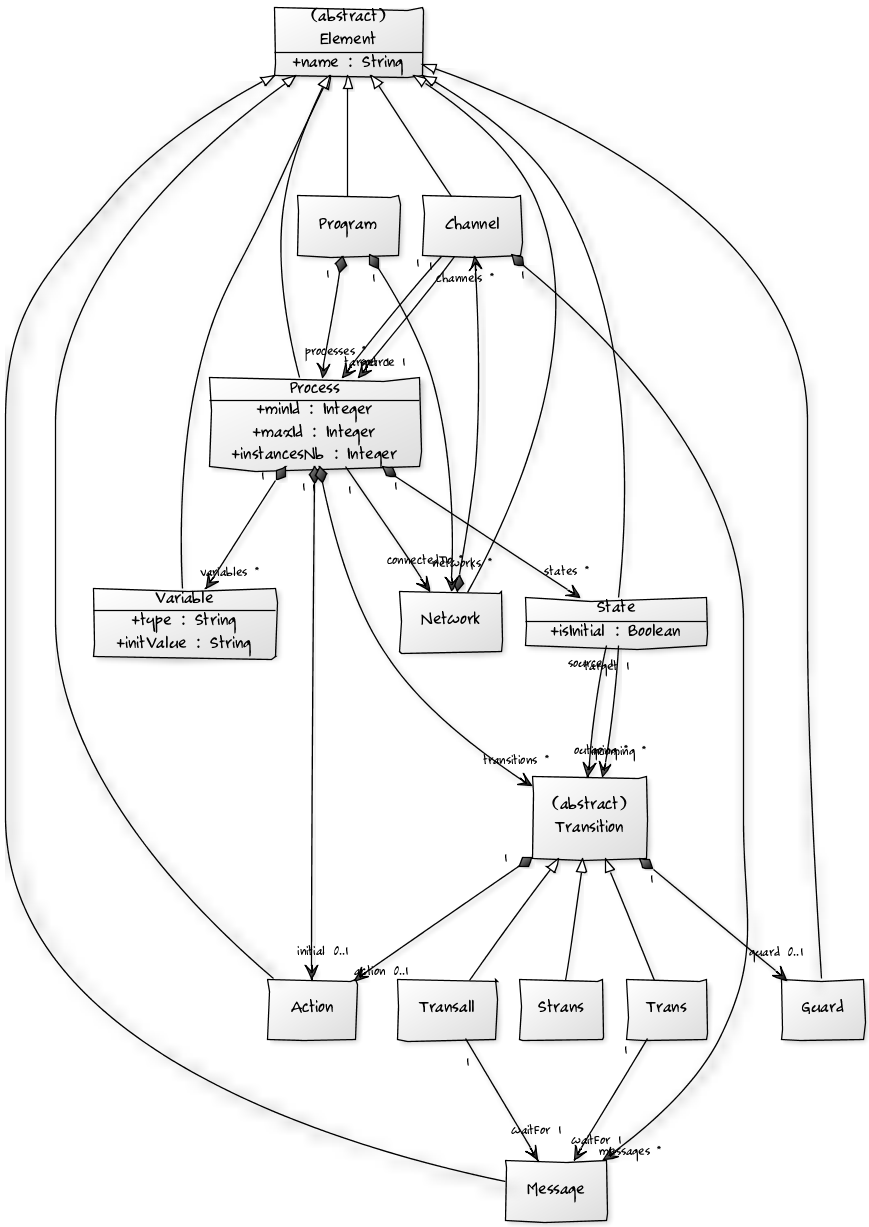 (abstract)
Element
+name : String
Program
Channel
1
1
1
1
1
channels *
processes *
target 1
source 1
Process
+minId : Integer
+maxId : Integer
+instancesNb : Integer
1
1
1
1
1
variables *
connectedTo *
networks *
states *
Variable
+type : String
+initValue : String
Network
State
+isInitial : Boolean
source 1
target 1
outgoing *
incoming *
transitions *
(abstract)
Transition
1
1
initial 0..1
action 0..1
guard 0..1
Action
Transall
Strans
Trans
Guard
1
1
waitFor 1
waitFor 1
messages *
Message